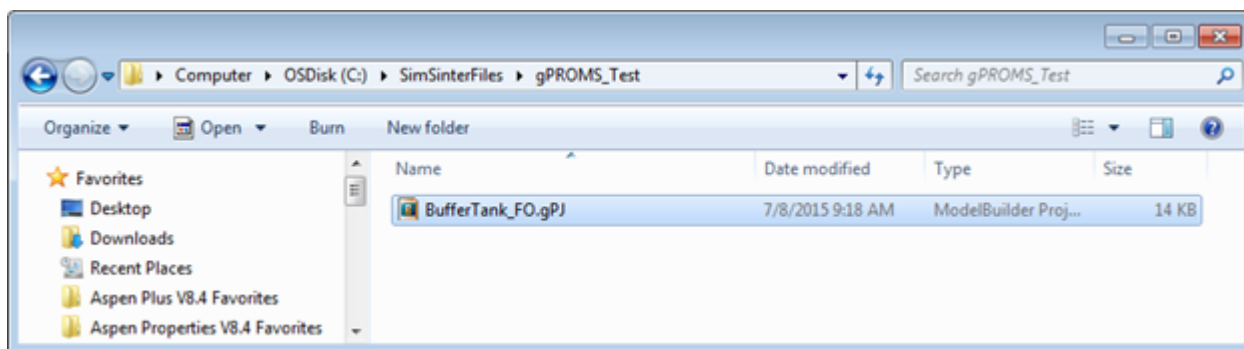 Computer OSDisk (C:) SimSinterFiles gPROMS_Test Search gPROMS_Test
Organize Open Burn New folder
Favorites
Desktop
Downloads
Recent Places
Aspen Plus V8.4 Favorites
Aspen Properties V8.4 Favorites
Name Date modified Type Size
BufferTank_FO.gPJ 7/8/2015 9:18 AM ModelBuilder Proj... 14 KB